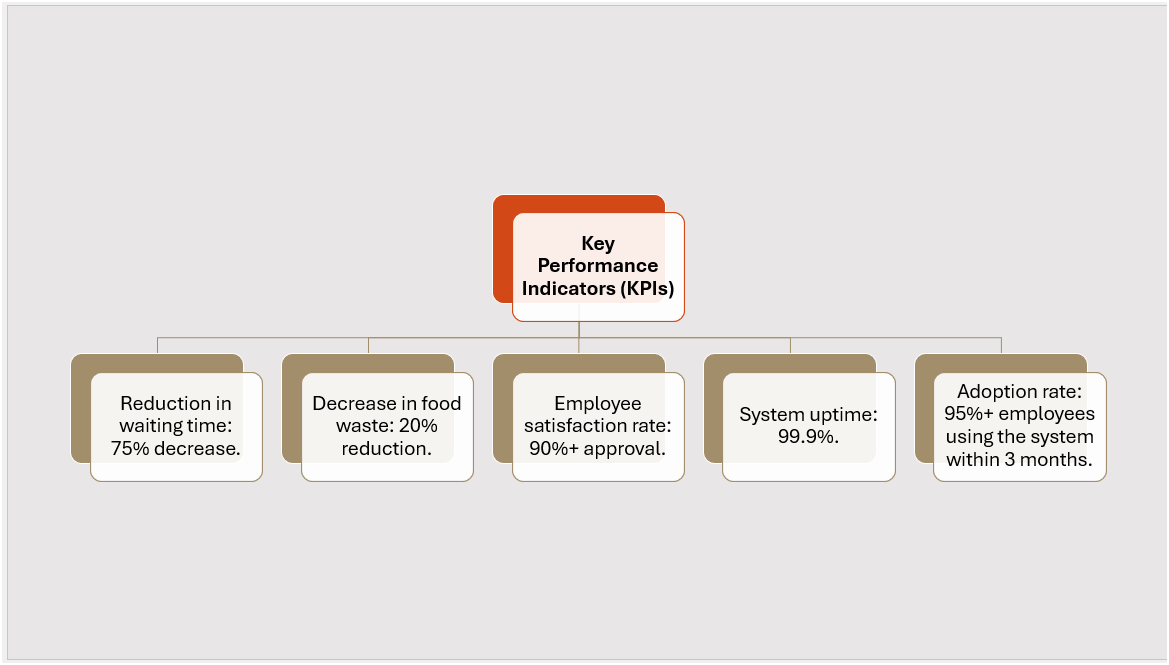 Key
Performance
Indicators (KPIs)
Reduction in
waiting time:
75% decrease.
Decrease in food
waste: 20%
reduction.
Employee
satisfaction rate:
90%+ approval.
System uptime:
99.9%.
Adoption rate:
95%+ employees
using the system
within 3 months.